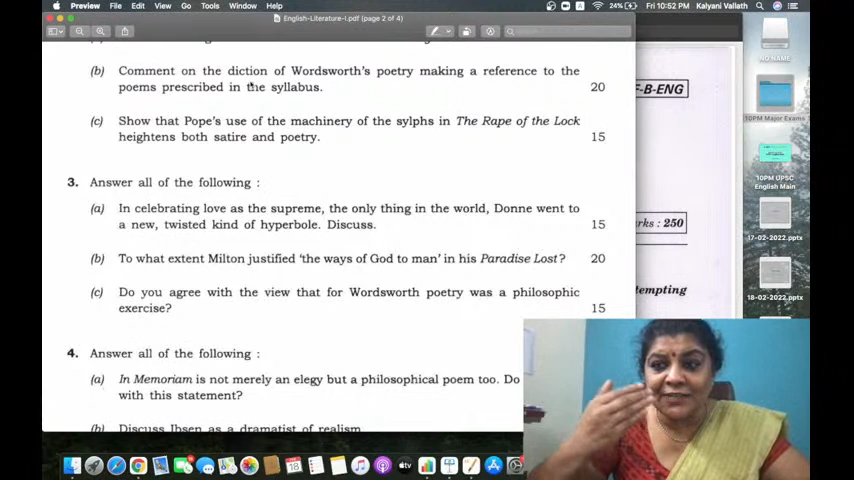 Preview File Edit View Go Tools Window Help
24% Fri 10:52 PM Kalyani Vallath
English-Literature-I.pdf (page 2 of 4)
Search
(b) Comment on the diction of Wordsworth's poetry making a reference to the
poems prescribed in the syllabus. 20
(c) Show that Pope's use of the machinery of the sylphs in The Rape of the Lock
heightens both satire and poetry. 15
3. Answer all of the following :
(a) In celebrating love as the supreme, the only thing in the world, Donne went to
a new, twisted kind of hyperbole. Discuss. 15
(b) To what extent Milton justified 'the ways of God to man' in his Paradise Lost? 20
(c) Do you agree with the view that for Wordsworth poetry was a philosophic
exercise? 15
4. Answer all of the following :
(a) In Memoriam is not merely an elegy but a philosophical poem too. Do
with this statement?
(b) Discuss Ibsen as a dramatist of realism
F-B-ENG
rks : 250
tempting
NO NAME
10PM Major Exams
10PM UPSC
English Main
17-02-2022.pptx
18-02-2022.pptx
18
tv